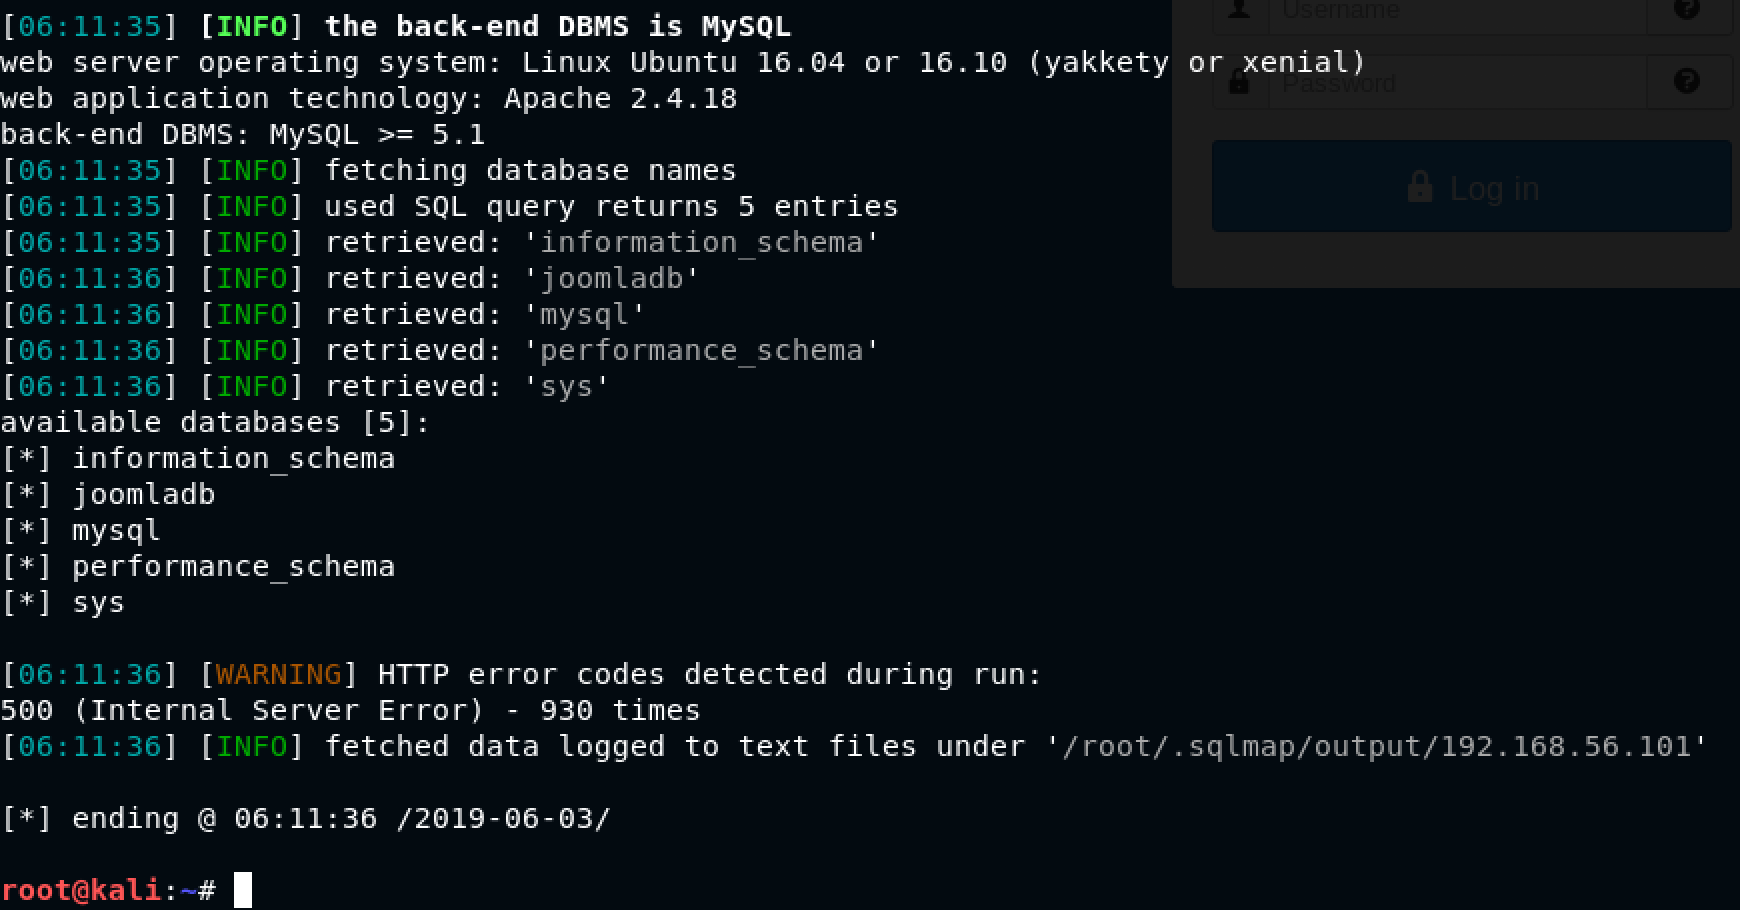 [06:11:35] [INFO] the back-end DBMS is MySQL
web server operating system: Linux Ubuntu 16.04 or 16.10 (yakkety or xenial)
web application technology: Apache 2.4.18
back-end DBMS: MySQL >= 5.1
[06:11:35] [INFO] fetching database names
[06:11:35] [INFO] used SQL query returns 5 entries
[06:11:35] [INFO] retrieved: 'information_schema'
[06:11:36] [INFO] retrieved: 'joomladb'
[06:11:36] [INFO] retrieved: 'mysql'
[06:11:36] [INFO] retrieved: 'performance_schema'
[06:11:36] [INFO] retrieved: 'sys'
available databases [5]:
[*] information_schema
[*] joomladb
[*] mysql
[*] performance_schema
[*] sys
[06:11:36] [WARNING] HTTP error codes detected during run:
500 (Internal Server Error) - 930 times
[06:11:36] [INFO] fetched data logged to text files under '/root/.sqlmap/output/192.168.56.101'
[*] ending @ 06:11:36 /2019-06-03/
root@kali:~#
Username
Password
Log in